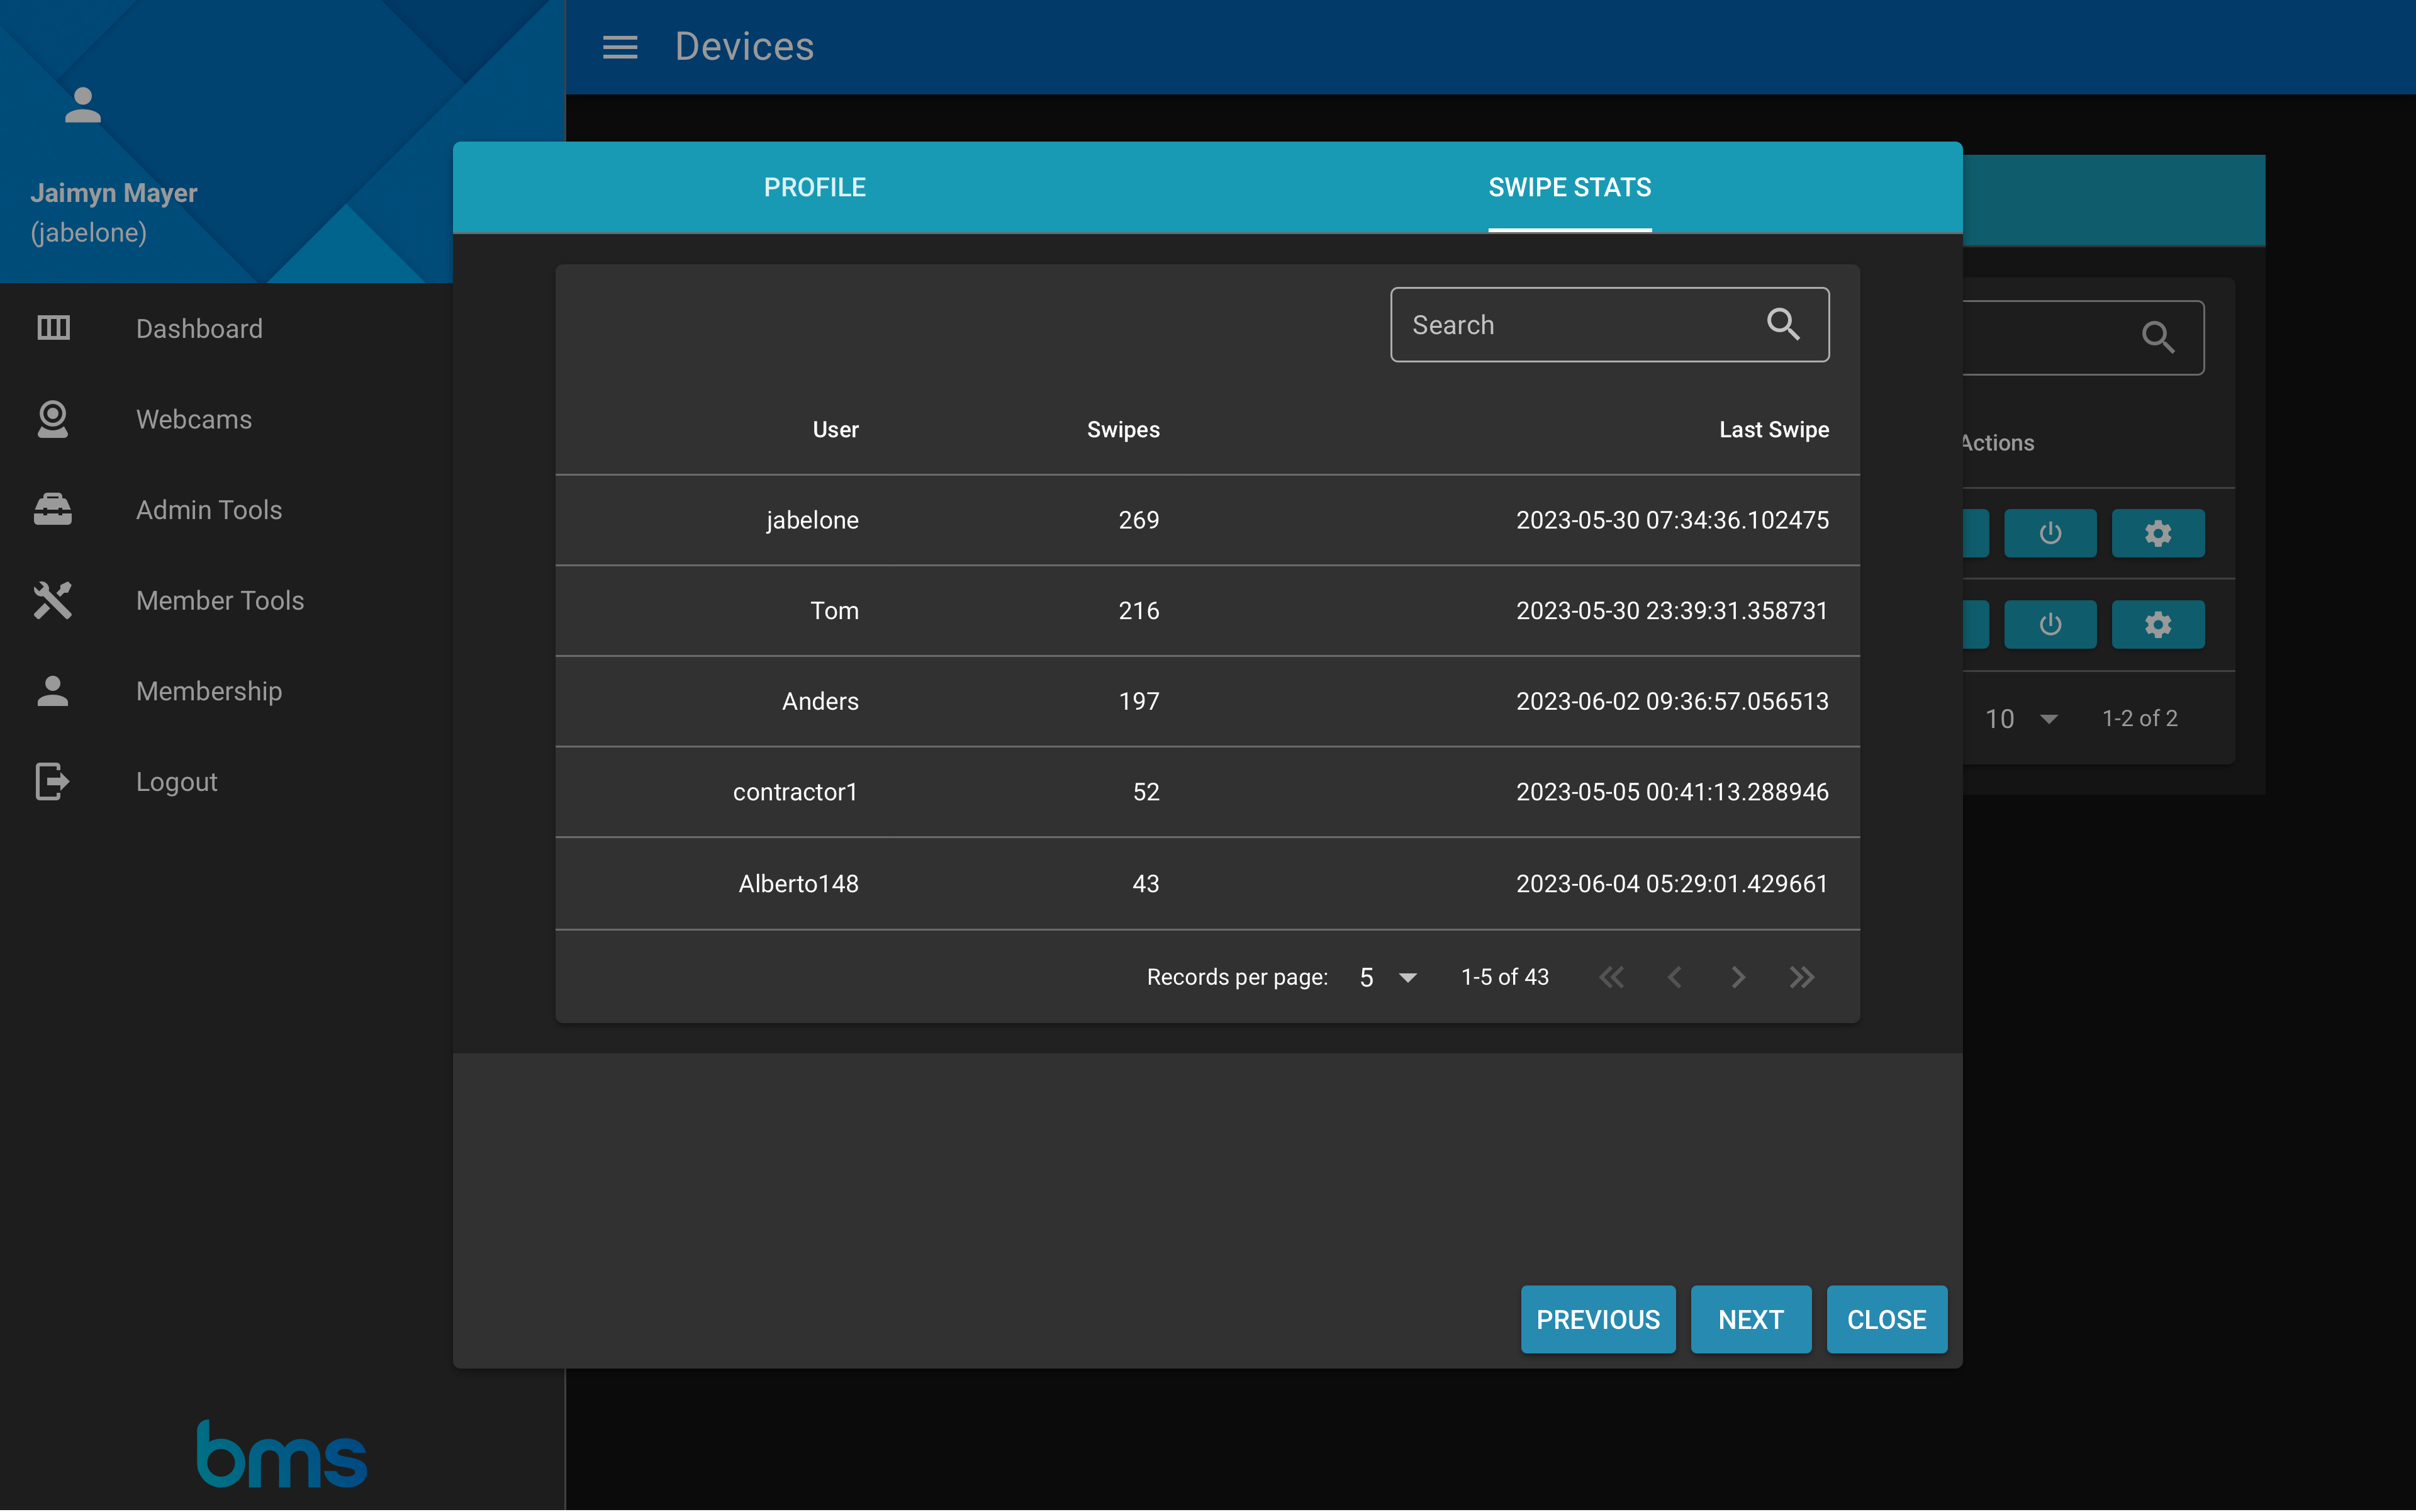 Devices
Jaimyn Mayer
(jabelone)
Dashboard
Webcams
Admin Tools
Member Tools
Membership
Logout
bms
PROFILE
SWIPE STATS
Search
User Swipes Last Swipe
jabelone 269 2023-05-30 07:34:36.102475
Tom 216 2023-05-30 23:39:31.358731
Anders 197 2023-06-02 09:36:57.056513
contractor1 52 2023-05-05 00:41:13.288946
Alberto148 43 2023-06-04 05:29:01.429661
Records per page: 5 1-5 of 43
PREVIOUS NEXT CLOSE
Actions
10 1-2 of 2